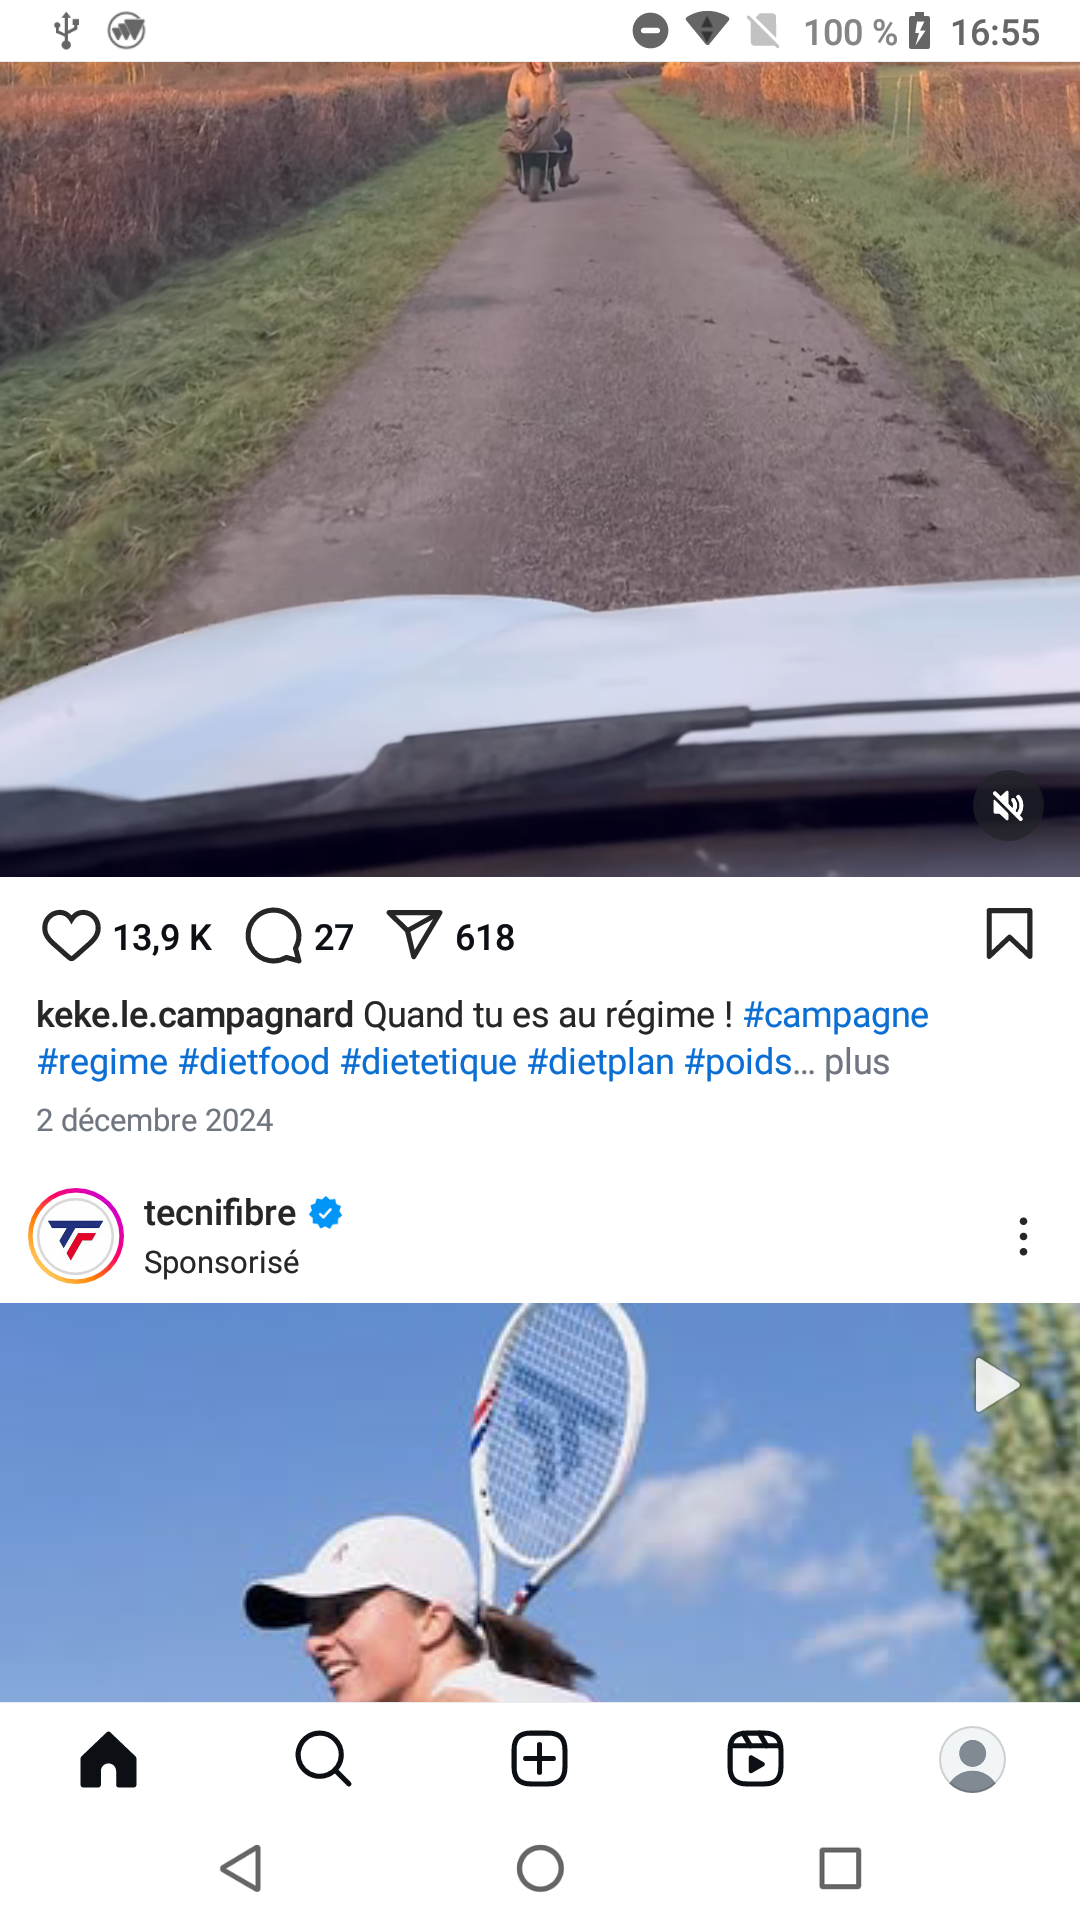 100 % 16:55
13,9 K 27 618
keke.le.campagnard Quand tu es au régime ! #campagne
#regime #dietfood #dietetique #dietplan #poids… plus
2 décembre 2024
tecnifibre
Sponsorisé